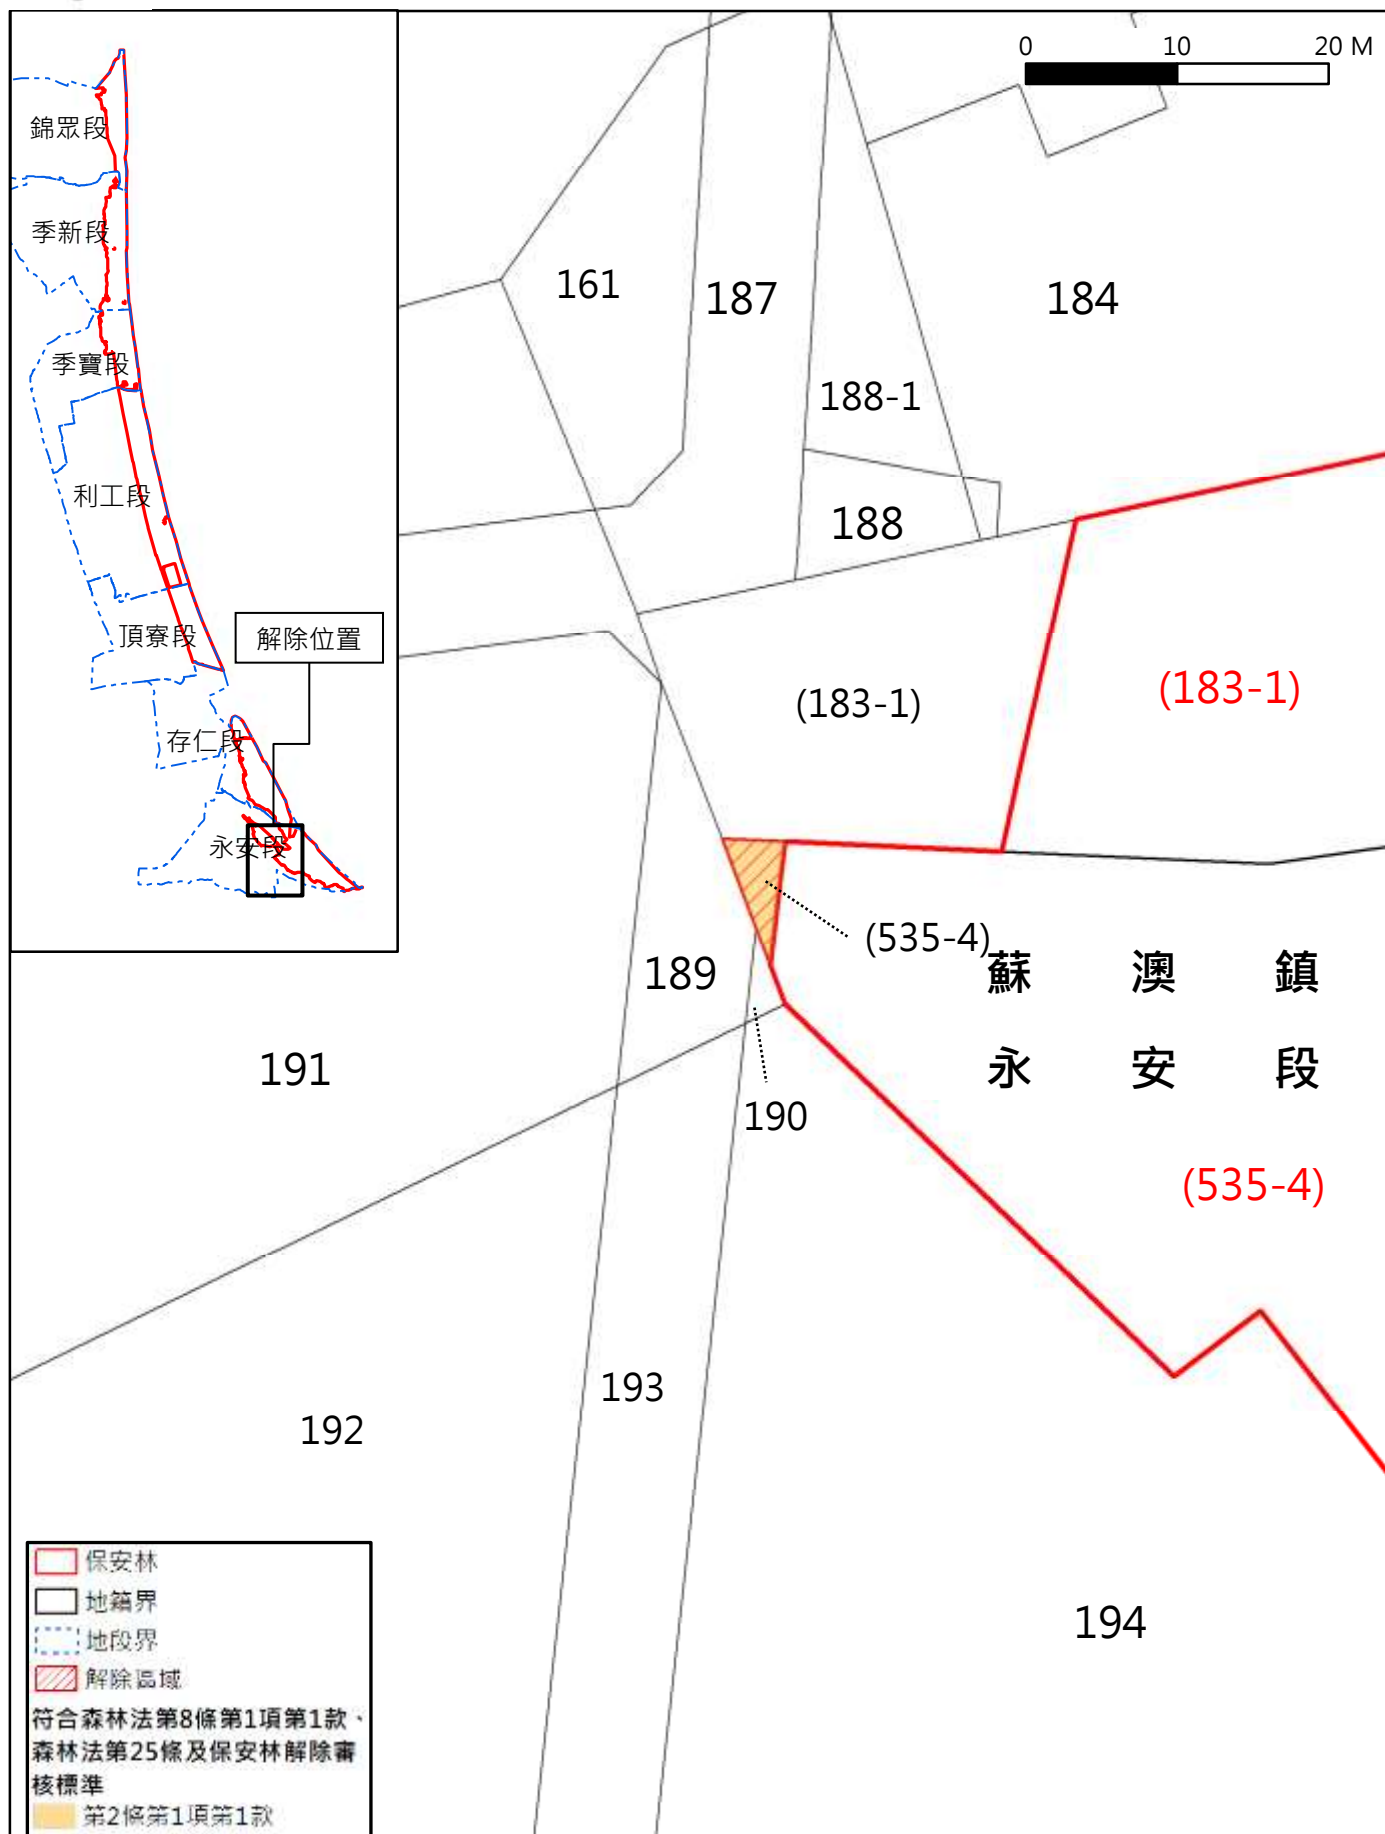 0 10 20 M
錦眾段
季新段
季寶段
利工段
頂寮段
解除位置
存仁段
永安段
161
187
184
188-1
188
(183-1)
(183-1)
(535-4)
189
蘇澳鎮
191
永安段
190
(535-4)
193
192
194
保安林
地籍界
地段界
解除區域
符合森林法第8條第1項第1款、
森林法第25條及保安林解除審
核標準
第2條第1項第1款